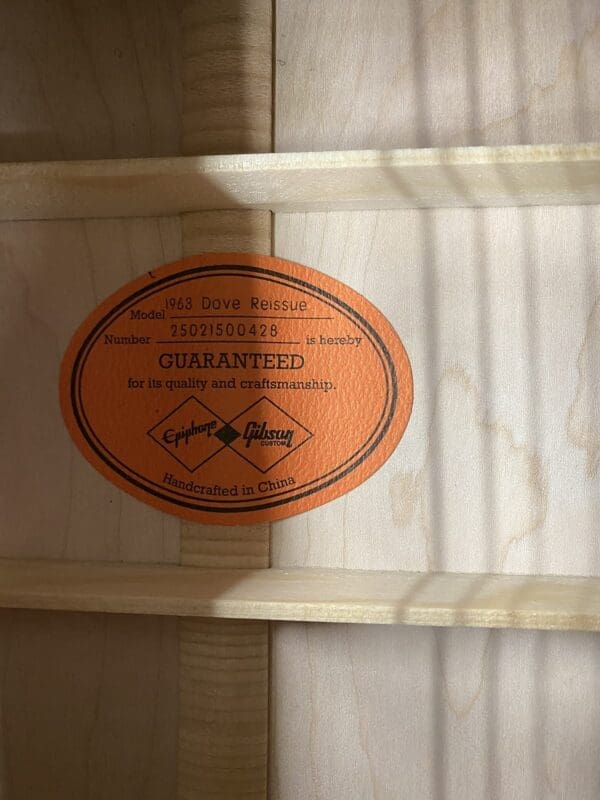 Model 1963 Dove Reissue
Number 25021500428 is hereby
GUARANTEED
for its quality and craftsmanship.
Epiphone Gibson
CUSTOM
Handcrafted in China